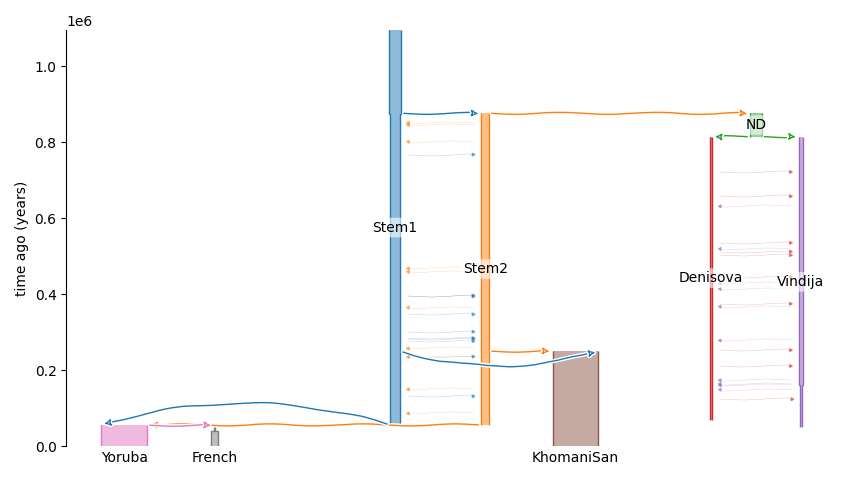 1e6
1.0
0.8
0.6
0.4
0.2
0.0
time ago (years)
ND
Stem1
Stem2
Denisova
Vindija
Yoruba
French
KhomaniSan